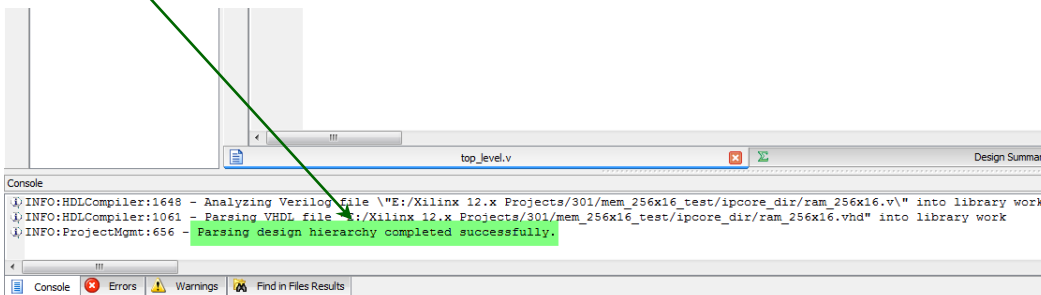 top_level.v
Design Summar
Console
INFO:HDLCompiler:1648 - Analyzing Verilog file \"E:/Xilinx 12.x Projects/301/mem_256x16_test/ipcore_dir/ram_256x16.v\" into library work
INFO:HDLCompiler:1061 - Parsing VHDL file "E:/Xilinx 12.x Projects/301/mem_256x16_test/ipcore_dir/ram_256x16.vhd" into library work
INFO:ProjectMgmt:656 - Parsing design hierarchy completed successfully.
Console Errors Warnings Find in Files Results